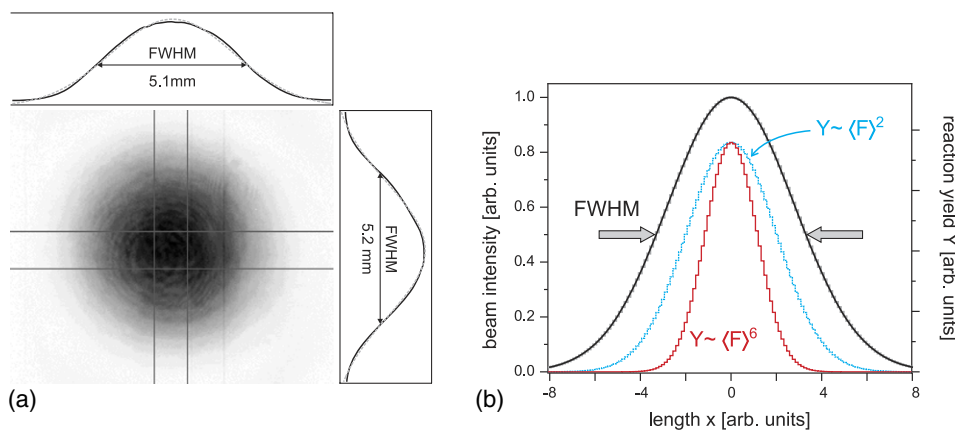 FWHM
5.1mm
FWHM
5.2 mm
(a)
beam intensity [arb. units]
1.0
0.8
0.6
0.4
0.2
0.0
Y~ ⟨F⟩²
FWHM
Y~ ⟨F⟩⁶
reaction yield Y [arb. units]
-8
-4
0
4
8
length x [arb. units]
(b)